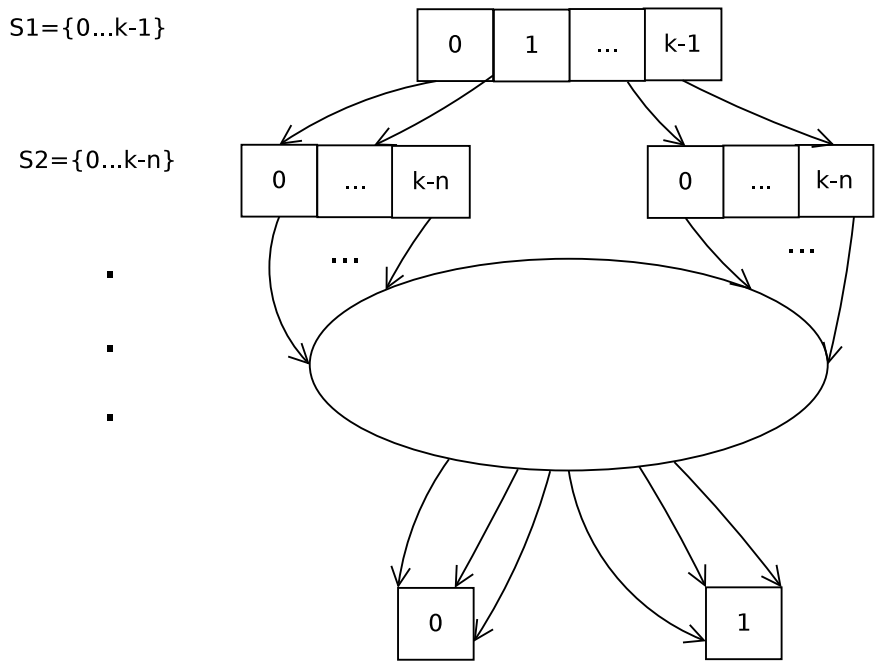 S1={0...k-1}
0 1 ... k-1
S2={0...k-n}
0 ... k-n
0 ... k-n
...
...
.
.
.
0
1